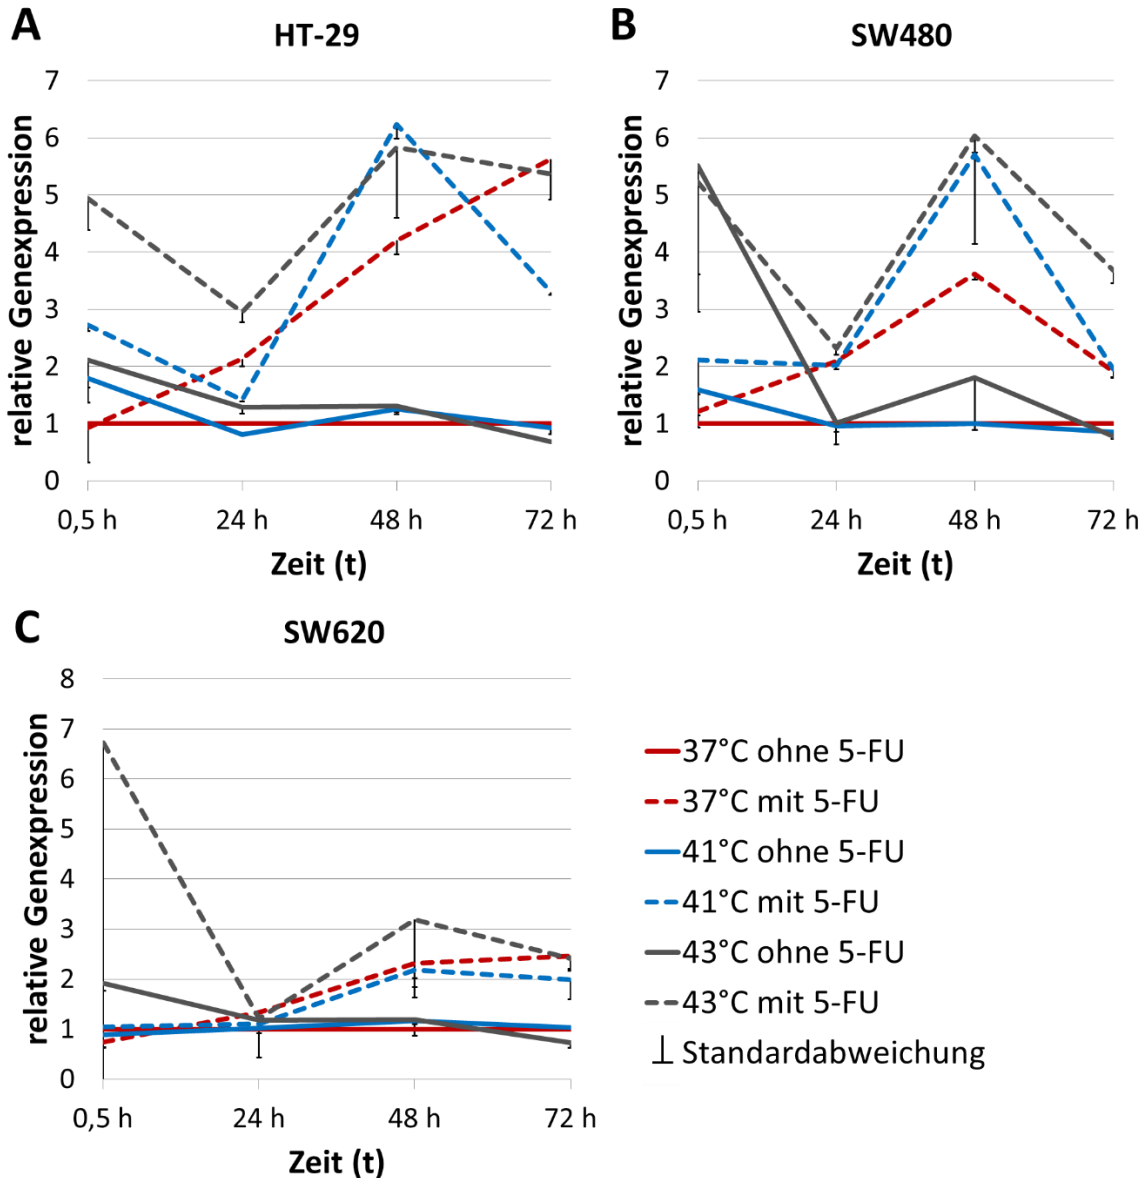 A
HT-29
relative Genexpression
7
6
5
4
3
2
1
0
0,5 h
24 h
48 h
72 h
Zeit (t)
B
SW480
relative Genexpression
7
6
5
4
3
2
1
0
0,5 h
24 h
48 h
72 h
Zeit (t)
C
SW620
relative Genexpression
8
7
6
5
4
3
2
1
0
0,5 h
24 h
48 h
72 h
Zeit (t)
37°C ohne 5-FU
37°C mit 5-FU
41°C ohne 5-FU
41°C mit 5-FU
43°C ohne 5-FU
43°C mit 5-FU
Standardabweichung